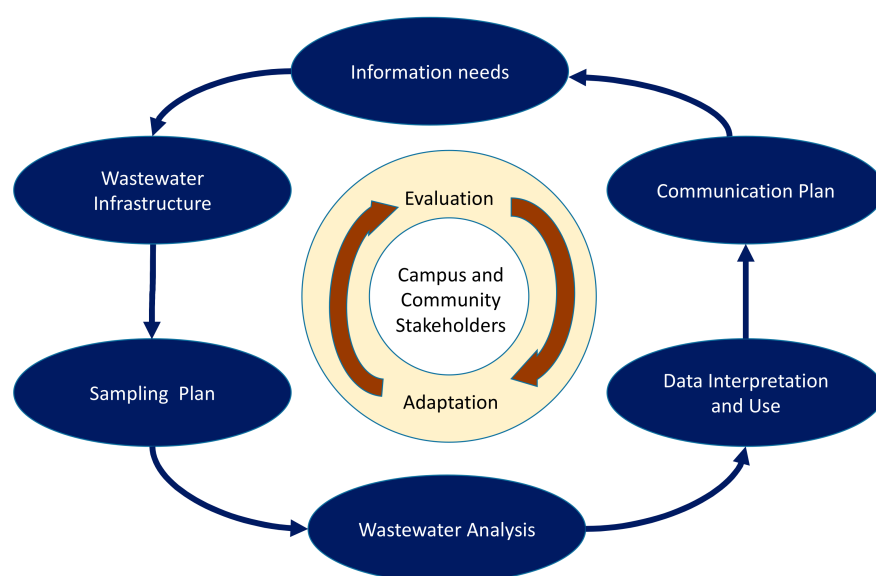 Information needs
Wastewater
Infrastructure
Communication Plan
Evaluation
Campus and
Community
Stakeholders
Adaptation
Sampling  Plan
Data Interpretation
and Use
Wastewater Analysis